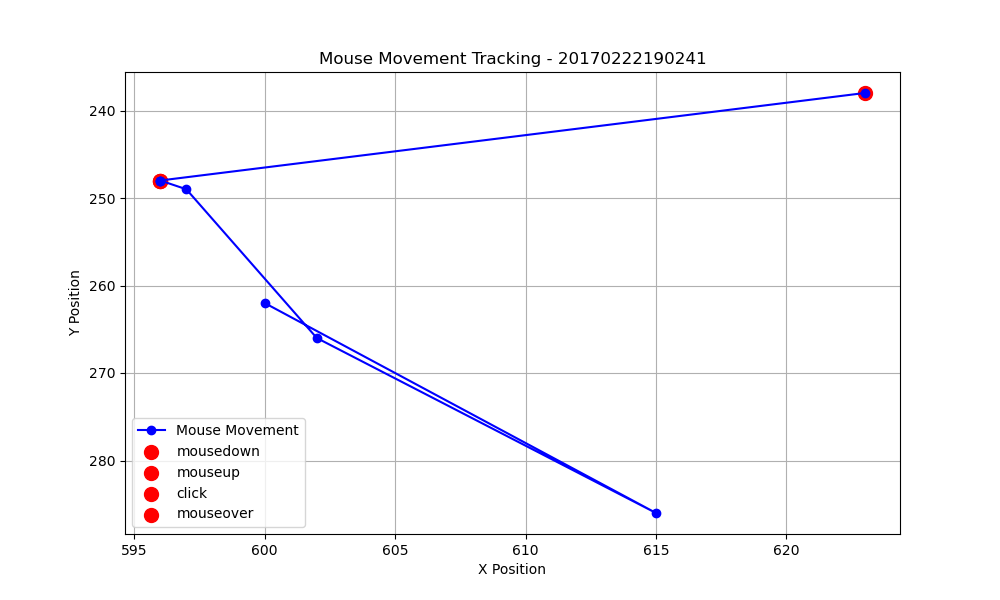 Mouse Movement Tracking - 20170222190241
240
250
260
270
280
Y Position
Mouse Movement
mousedown
mouseup
click
mouseover
595 600 605 610 615 620
X Position